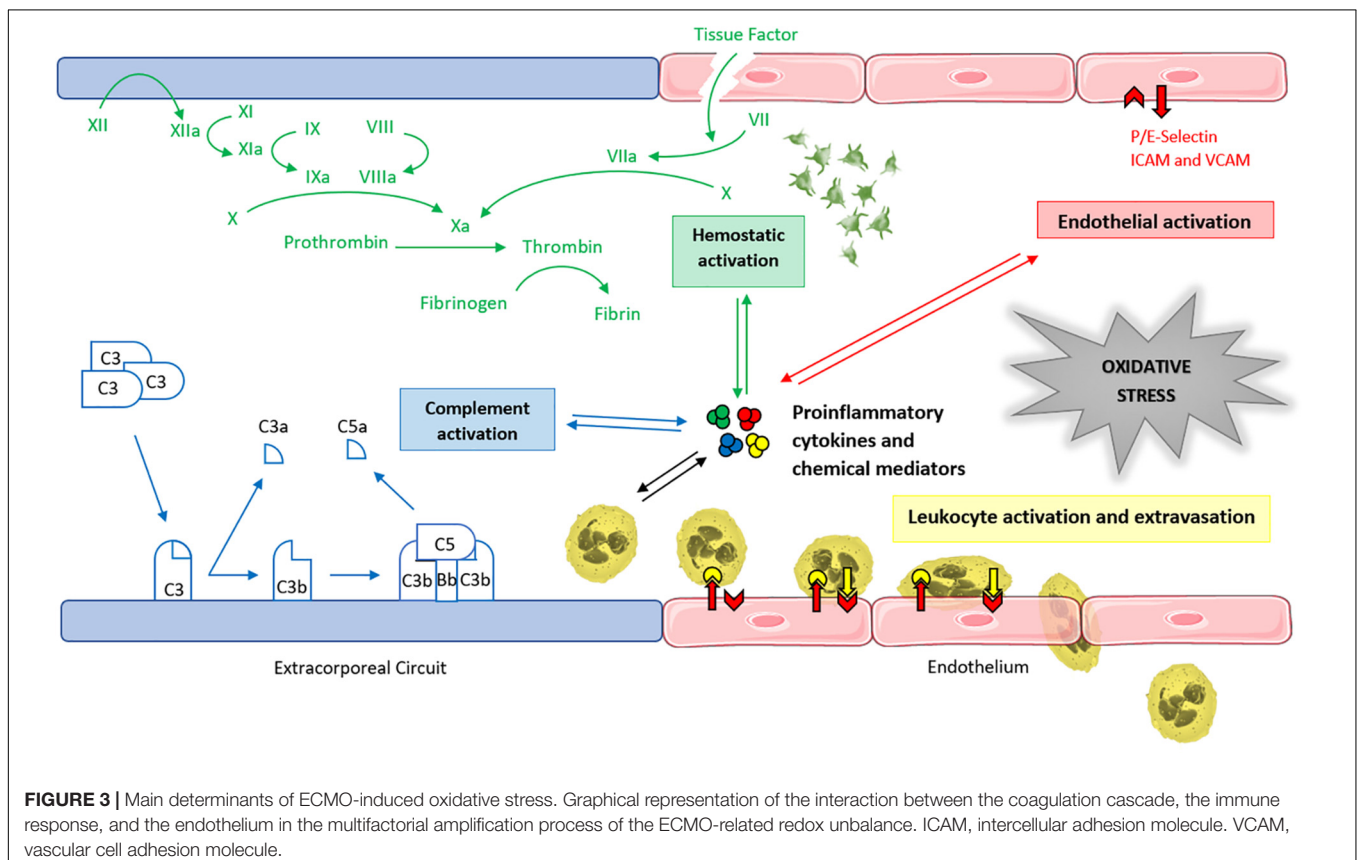 Tissue Factor
XII
XIIa
XI
XIa
IX
VIII
IXa
VIIIa
VII
VIIa
X
X
Xa
Prothrombin
Thrombin
Fibrinogen
Fibrin
P/E-Selectin
ICAM and VCAM
Hemostatic
activation
Endothelial activation
OXIDATIVE
STRESS
C3
C3
C3
C3a
C5a
Complement
activation
Proinflammatory
cytokines and
chemical mediators
Leukocyte activation and extravasation
C3
C3b
C5
C3b
Bb
C3b
Extracorporeal Circuit
Endothelium
FIGURE 3 | Main determinants of ECMO-induced oxidative stress. Graphical representation of the interaction between the coagulation cascade, the immune
response, and the endothelium in the multifactorial amplification process of the ECMO-related redox unbalance. ICAM, intercellular adhesion molecule. VCAM,
vascular cell adhesion molecule.